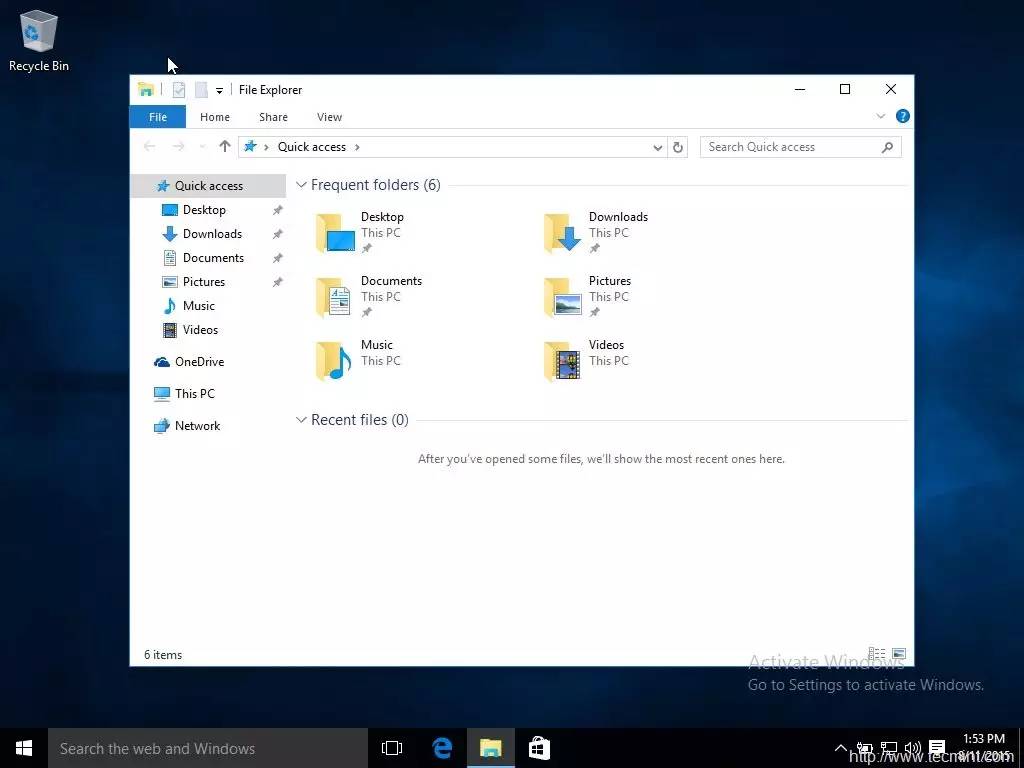 Recycle Bin
File Explorer
File Home Share View
Quick access
Search Quick access
Quick access
Desktop
Downloads
Documents
Pictures
Music
Videos
OneDrive
This PC
Network
Frequent folders (6)
Desktop
This PC
Downloads
This PC
Documents
This PC
Pictures
This PC
Music
This PC
Videos
This PC
Recent files (0)
After you've opened some files, we'll show the most recent ones here.
6 items
Activate Windows
Go to Settings to activate Windows.
Search the web and Windows
1:53 PM
8/11/2015
http://www.tecmint.com